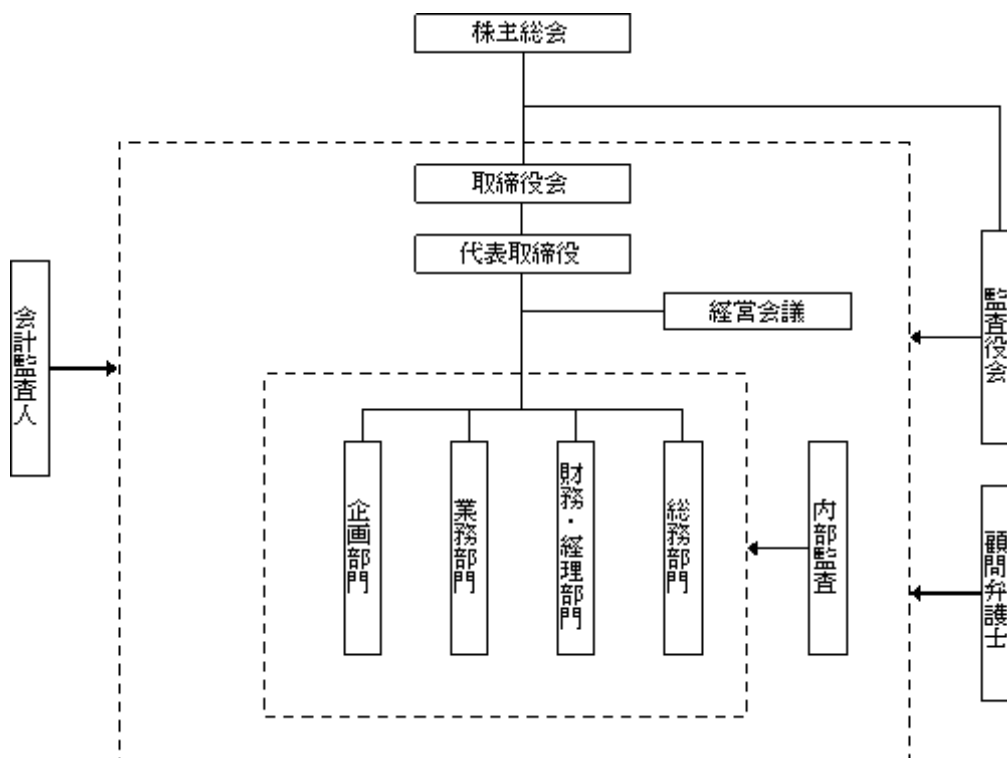 株主総会
取締役会
代表取締役
経営会議
会計監査人
監査役会
企画部門
業務部門
財務・経理部門
総務部門
内部監査
顧問弁護士